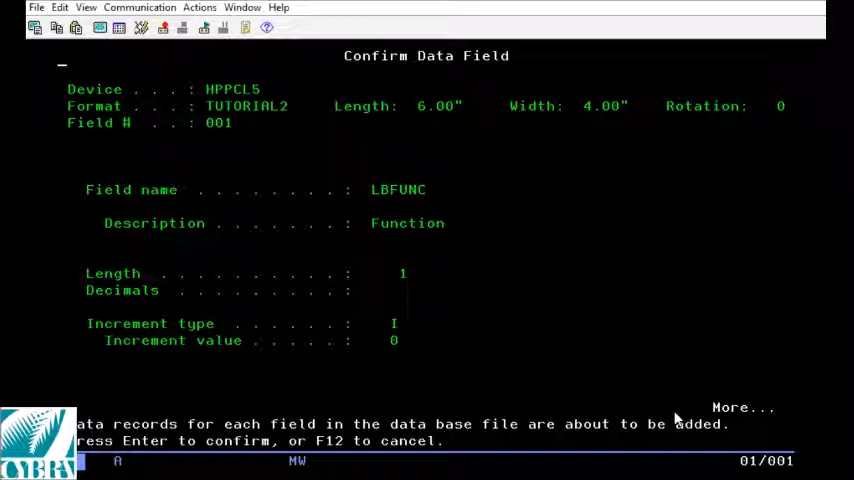 File Edit View Communication Actions Window Help
Confirm Data Field
Device . . . : HPPCL5
Format . . . : TUTORIAL2 Length: 6.00" Width: 4.00" Rotation: 0
Field # . . : 001
Field name . . . . . . . . : LBFUNC
Description . . . . . . . : Function
Length . . . . . . . . . . : 1
Decimals . . . . . . . . . :
Increment type . . . . . . : I
Increment value . . . . . : 0
More...
ata records for each field in the data base file are about to be added.
ress Enter to confirm, or F12 to cancel.
CYBRA
A MW 01/001